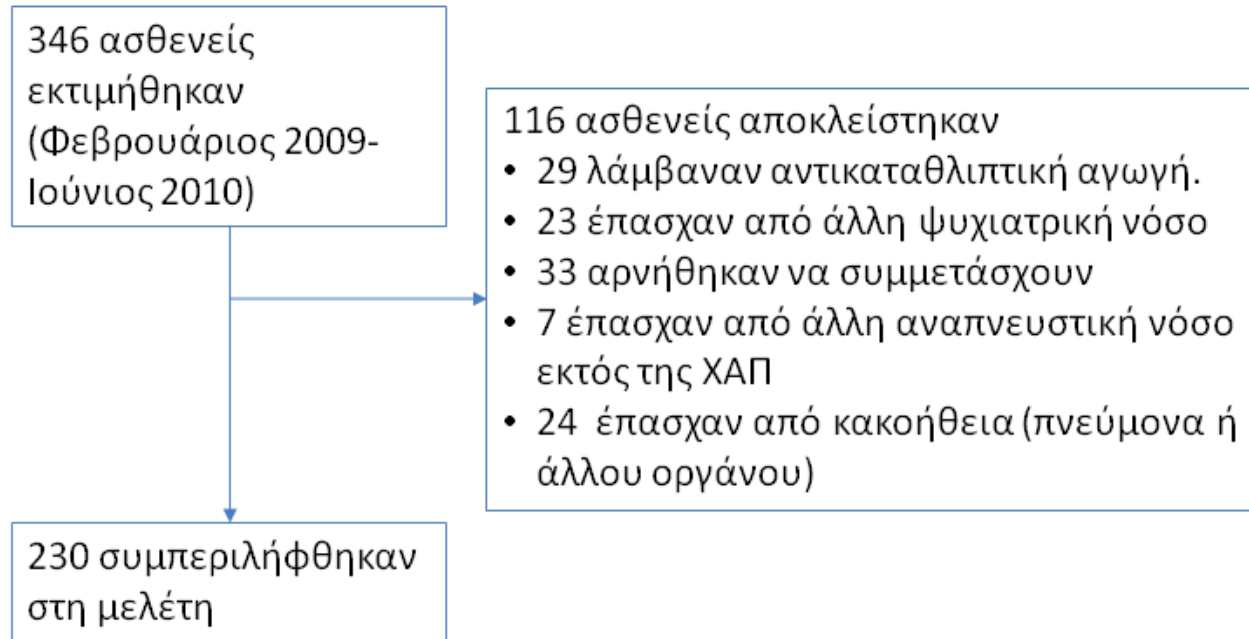 346 ασθενείς
εκτιμήθηκαν
(Φεβρουάριος 2009-
Ιούνιος 2010)
116 ασθενείς αποκλείστηκαν
• 29 λάμβαναν αντικαταθλιπτική αγωγή.
• 23 έπασχαν από άλλη ψυχιατρική νόσο
• 33 αρνήθηκαν να συμμετάσχουν
• 7 έπασχαν από άλλη αναπνευστική νόσο
εκτός της ΧΑΠ
• 24 έπασχαν από κακοήθεια (πνεύμονα ή
άλλου οργάνου)
230 συμπεριλήφθηκαν
στη μελέτη